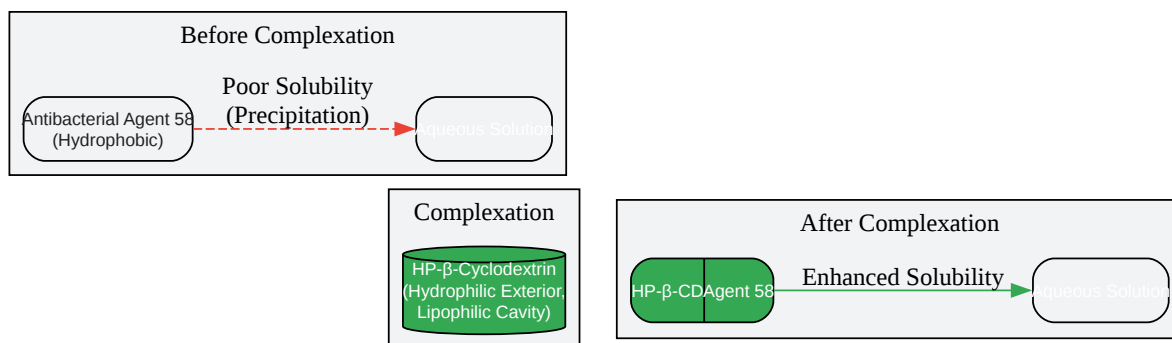 Before Complexation
Poor Solubility
(Precipitation)
Antibacterial Agent 58
(Hydrophobic)
Aqueous Solution
Complexation
HP-β-Cyclodextrin
(Hydrophilic Exterior,
Lipophilic Cavity)
After Complexation
HP-β-CD
Agent 58
Enhanced Solubility
Aqueous Solution